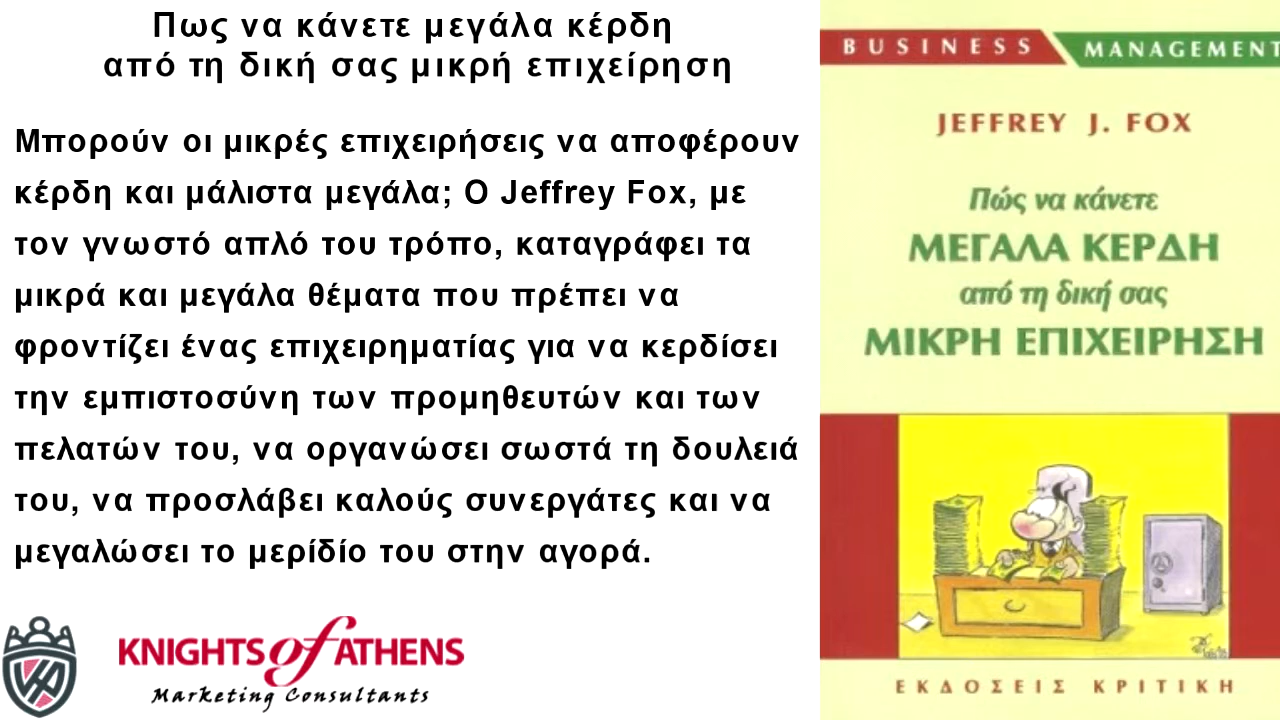 Πως να κάνετε μεγάλα κέρδη
από τη δική σας μικρή επιχείρηση
Μπορούν οι μικρές επιχειρήσεις να αποφέρουν
κέρδη και μάλιστα μεγάλα; Ο Jeffrey Fox, με
τον γνωστό απλό του τρόπο, καταγράφει τα
μικρά και μεγάλα θέματα που πρέπει να
φροντίζει ένας επιχειρηματίας για να κερδίσει
την εμπιστοσύνη των προμηθευτών και των
πελατών του, να οργανώσει σωστά τη δουλειά
του, να προσλάβει καλούς συνεργάτες και να
μεγαλώσει το μερίδίο του στην αγορά.
KNIGHTS of ATHENS
Marketing Consultants
BUSINESS MANAGEMENT
JEFFREY J. FOX
Πώς να κάνετε
ΜΕΓΑΛΑ ΚΕΡΔΗ
από τη δική σας
ΜΙΚΡΗ ΕΠΙΧΕΙΡΗΣΗ
ΕΚΔΟΣΕΙΣ ΚΡΙΤΙΚΗ